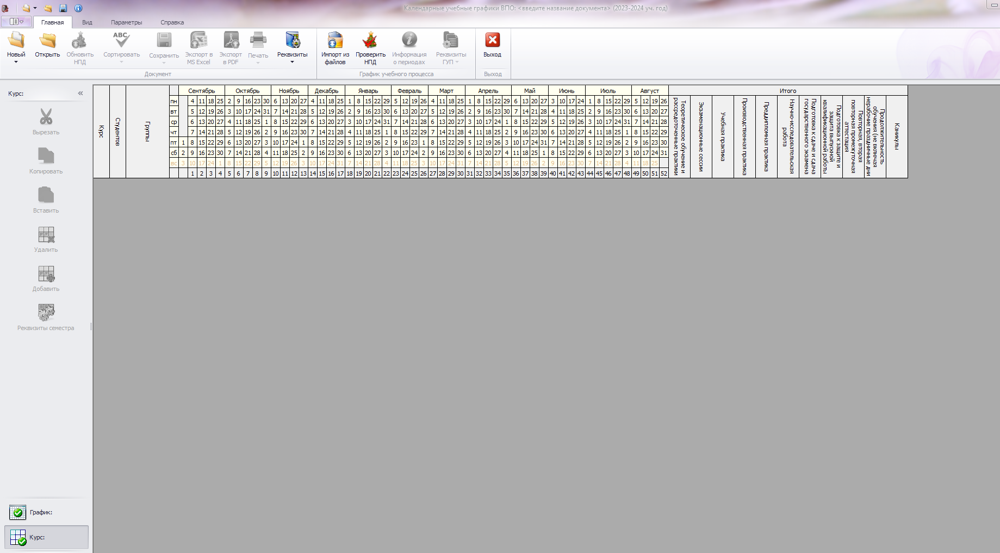 Календарные учебные графики ВПО: <введите название документа> (2023-2024 уч. год)
Главная Вид Параметры Справка
Новый Открыть Обновить НПД ABC Сортировать Сохранить Экспорт в MS Excel Экспорт в PDF Печать Реквизиты Импорт из файлов Проверить НПД Информация о периодах Реквизиты ГУП Выход
Документ График учебного процесса Выход
Курс: «
Вырезать
Копировать
Вставить
Удалить
Добавить
Реквизиты семестра
График:
Курс:
Курс
Студентов
Группы
Сентябрь Октябрь Ноябрь Декабрь Январь Февраль Март Апрель Май Июнь Июль Август Итого
пн 4 11 18 25 2 9 16 23 30 6 13 20 27 4 11 18 25 1 8 15 22 29 5 12 19 26 4 11 18 25 1 8 15 22 29 6 13 20 27 3 10 17 24 1 8 15 22 29 5 12 19 26
вт 5 12 19 26 3 10 17 24 31 7 14 21 28 5 12 19 26 2 9 16 23 30 6 13 20 27 5 12 19 26 2 9 16 23 30 7 14 21 28 4 11 18 25 2 9 16 23 30 6 13 20 27
ср 6 13 20 27 4 11 18 25 1 8 15 22 29 6 13 20 27 3 10 17 24 31 7 14 21 28 6 13 20 27 3 10 17 24 1 8 15 22 29 5 12 19 26 3 10 17 24 31 7 14 21 28
чт 7 14 21 28 5 12 19 26 2 9 16 23 30 7 14 21 28 4 11 18 25 1 8 15 22 29 7 14 21 28 4 11 18 25 2 9 16 23 30 6 13 20 27 4 11 18 25 1 8 15 22 29
пт 1 8 15 22 29 6 13 20 27 3 10 17 24 1 8 15 22 29 5 12 19 26 2 9 16 23 1 8 15 22 29 5 12 19 26 3 10 17 24 31 7 14 21 28 5 12 19 26 2 9 16 23 30
сб 2 9 16 23 30 7 14 21 28 4 11 18 25 2 9 16 23 30 6 13 20 27 3 10 17 24 2 9 16 23 30 6 13 20 27 4 11 18 25 1 8 15 22 29 6 13 20 27 3 10 17 24 31
вс 3 10 17 24 1 8 15 22 29 5 12 19 26 3 10 17 24 31 7 14 21 28 4 11 18 25 3 10 17 24 31 7 14 21 28 5 12 19 26 2 9 16 23 30 7 14 21 28 4 11 18 25
1 2 3 4 5 6 7 8 9 10 11 12 13 14 15 16 17 18 19 20 21 22 23 24 25 26 27 28 29 30 31 32 33 34 35 36 37 38 39 40 41 42 43 44 45 46 47 48 49 50 51 52
Теоретическое обучение и
рассредоточенные практики
Экзаменационные сессии
Учебная практика
Производственная практика
Преддипломная практика
Научно-исследовательская
работа
Подготовка к сдаче и сдача
государственного экзамена
Подготовка к защите и
защита выпускной
квалификационной работы
Повторная, вторая
повторная промежуточная
аттестация
Продолжительность
обучения (не включая
нерабочие праздничные дни
Каникулы